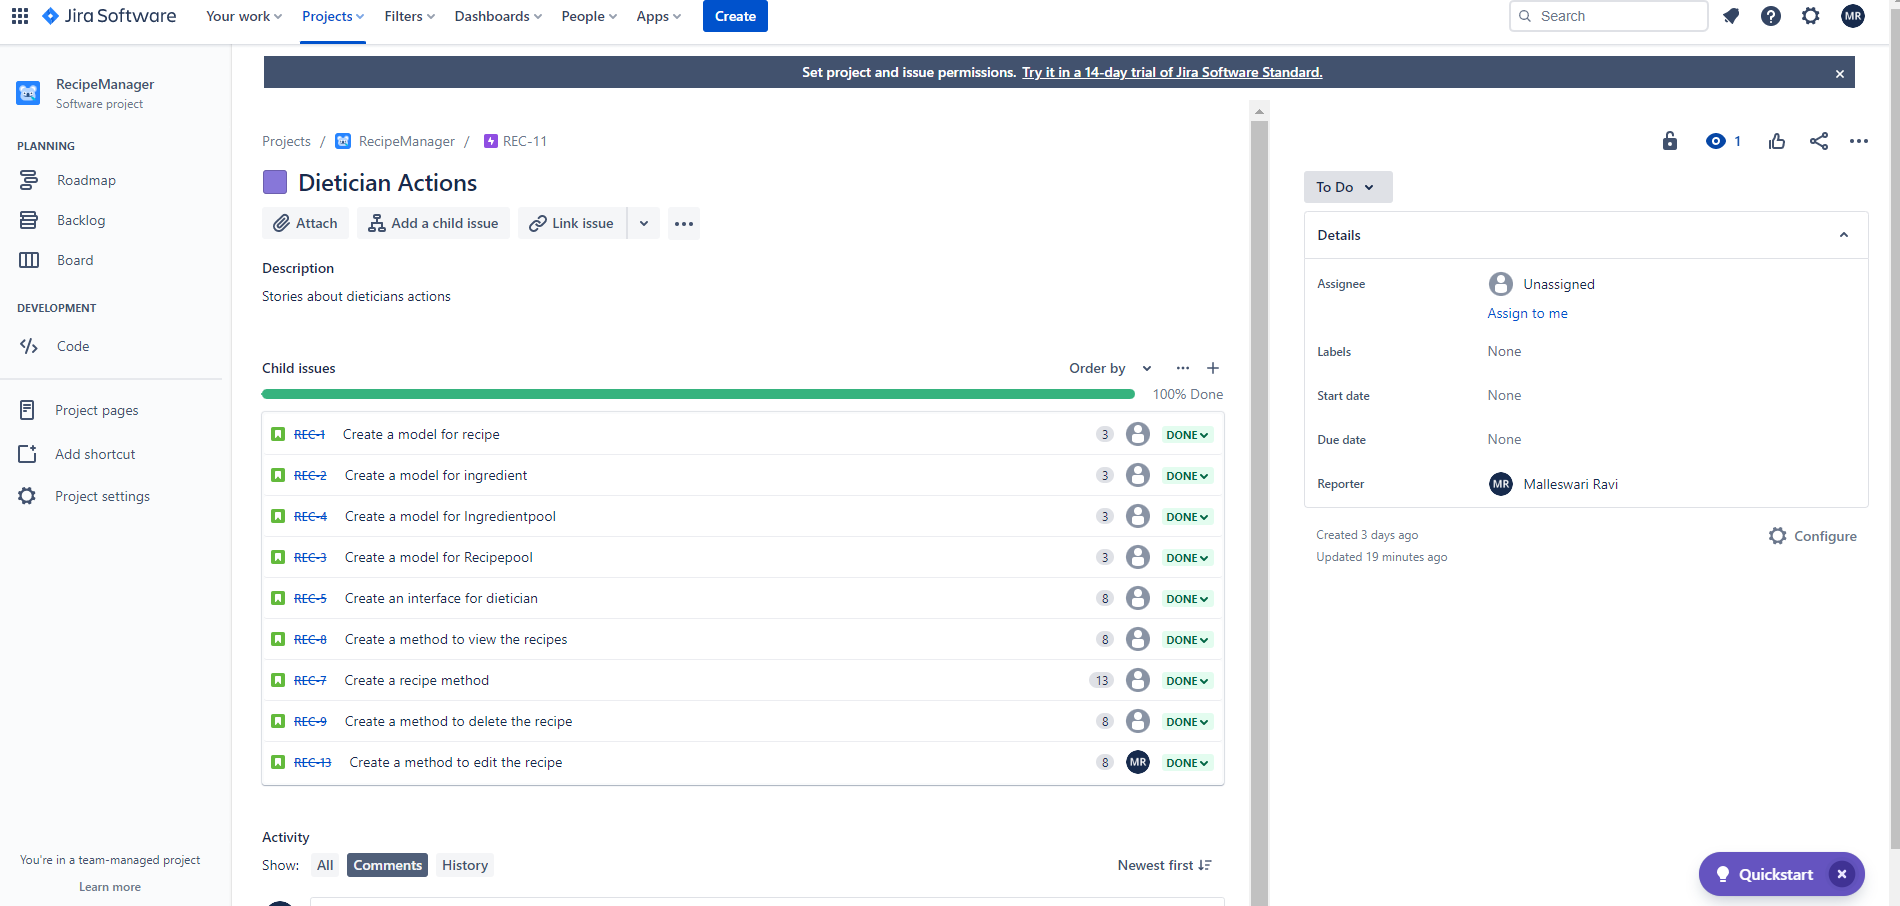 Jira Software Your work Projects Filters Dashboards People Apps Create Search MR
Set project and issue permissions. Try it in a 14-day trial of Jira Software Standard.
RecipeManager
Software project
PLANNING
Roadmap
Backlog
Board
DEVELOPMENT
Code
Project pages
Add shortcut
Project settings
You're in a team-managed project
Learn more
Projects / RecipeManager / REC-11
Dietician Actions
Attach Add a child issue Link issue
Description
Stories about dieticians actions
Child issues Order by
100% Done
REC-1 Create a model for recipe 3 DONE
REC-2 Create a model for ingredient 3 DONE
REC-4 Create a model for Ingredientpool 3 DONE
REC-3 Create a model for Recipepool 3 DONE
REC-5 Create an interface for dietician 8 DONE
REC-8 Create a method to view the recipes 8 DONE
REC-7 Create a recipe method 13 DONE
REC-9 Create a method to delete the recipe 8 DONE
REC-13 Create a method to edit the recipe 8 MR DONE
Activity
Show: All Comments History Newest first
1
To Do
Details
Assignee Unassigned
Assign to me
Labels None
Start date None
Due date None
Reporter MR Malleswari Ravi
Created 3 days ago Configure
Updated 19 minutes ago
Quickstart